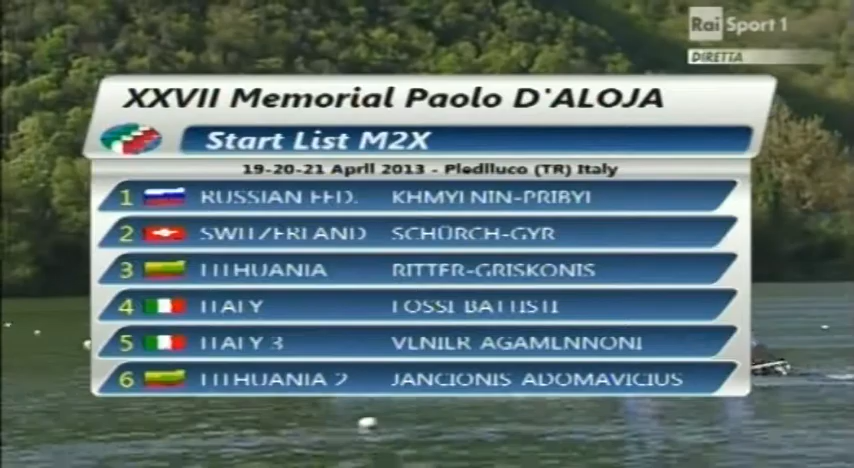 Rai Sport 1
DIRETTA
XXVII Memorial Paolo D'ALOJA
Start List M2X
19-20-21 April 2013 - Piediluco (TR) Italy
1 RUSSIAN FED. KHMYLNIN-PRIBYL
2 SWITZERLAND SCHÜRCH-GYR
3 LITHUANIA RITTER-GRISKONIS
4 ITALY FOSSI BATTISTI
5 ITALY 3 VENIER AGAMENNONI
6 LITHUANIA 2 JANCIONIS ADOMAVICIUS